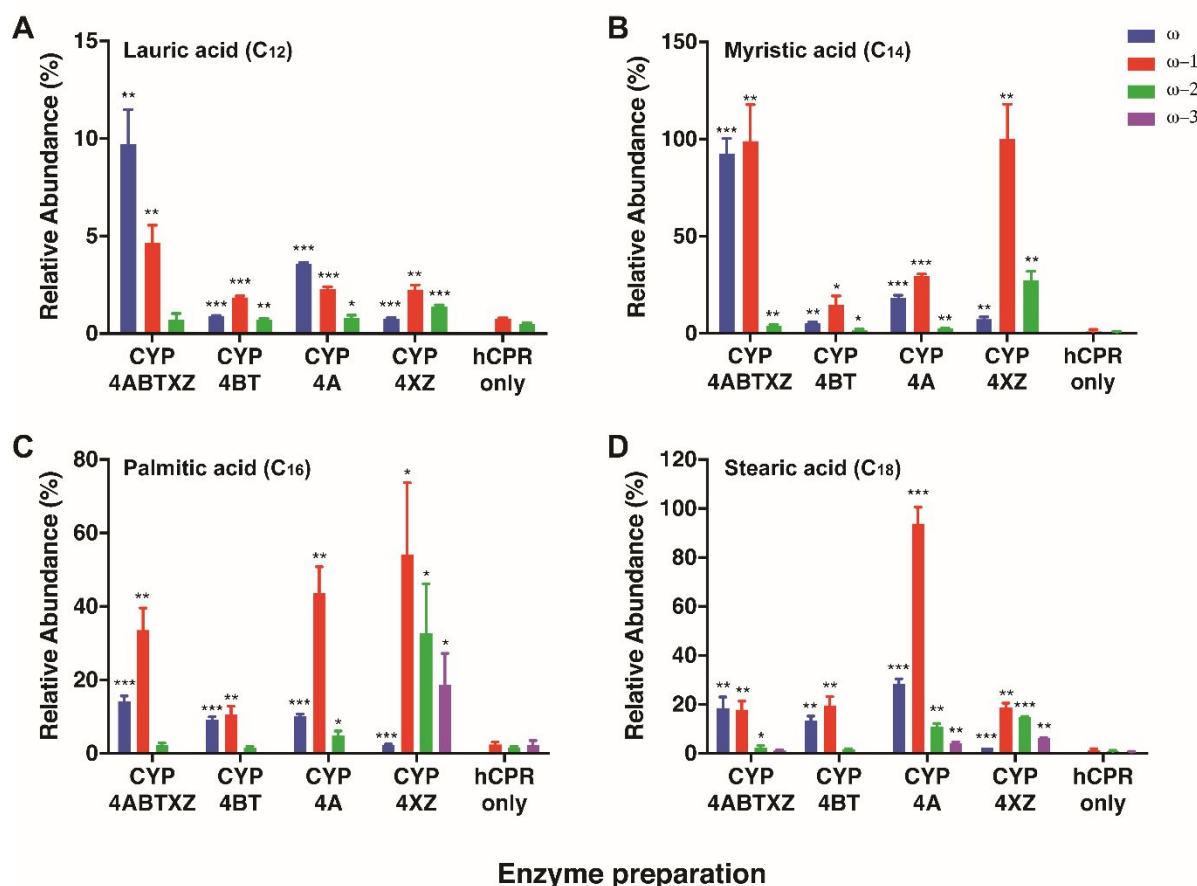 A
Lauric acid (C12)
Relative Abundance (%)
15
10
5
0
**
**
***
***
**
***
***
*
***
**
***
CYP
4ABTXZ
CYP
4BT
CYP
4A
CYP
4XZ
hCPR
only
B
Myristic acid (C14)
Relative Abundance (%)
150
100
50
0
***
**
**
**
*
*
***
***
**
**
**
**
CYP
4ABTXZ
CYP
4BT
CYP
4A
CYP
4XZ
hCPR
only
ω
ω–1
ω–2
ω–3
C
Palmitic acid (C16)
Relative Abundance (%)
80
60
40
20
0
***
**
***
**
***
**
*
***
*
*
*
CYP
4ABTXZ
CYP
4BT
CYP
4A
CYP
4XZ
hCPR
only
D
Stearic acid (C18)
Relative Abundance (%)
120
100
80
60
40
20
0
**
**
*
**
**
***
***
**
**
***
**
***
**
CYP
4ABTXZ
CYP
4BT
CYP
4A
CYP
4XZ
hCPR
only
Enzyme preparation